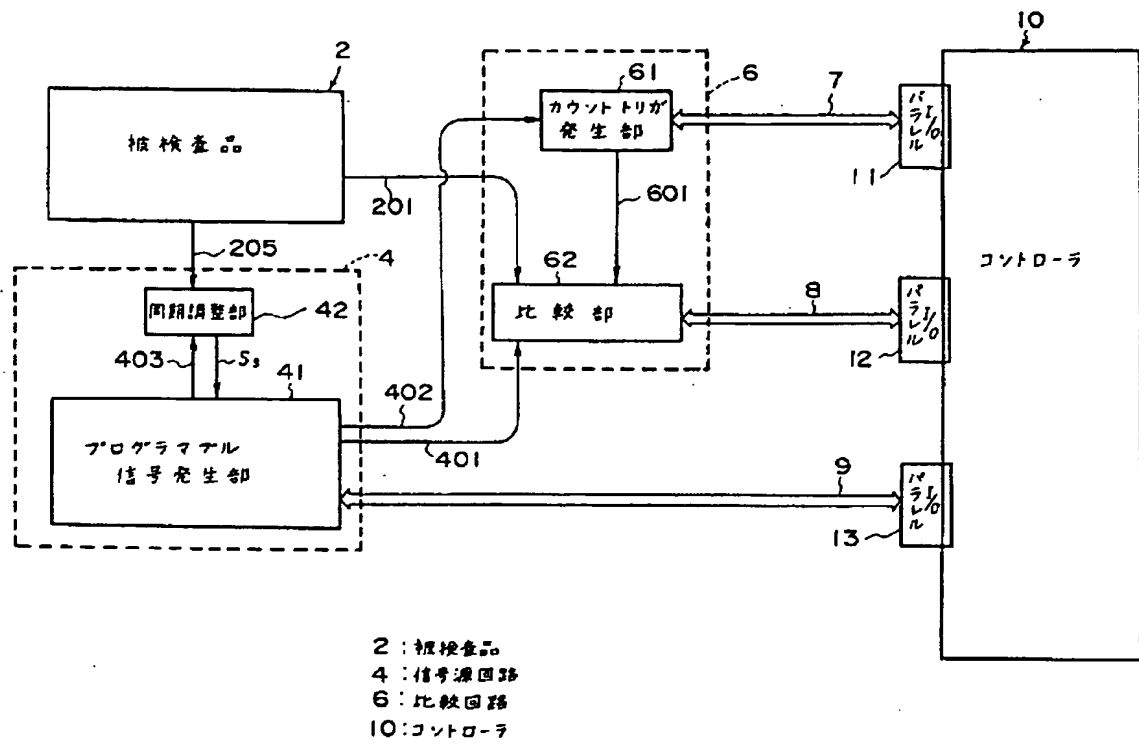 10
2
被検査品
61
カウントトリガ
発生部
6
7
パラレル
I/O
11
201
601
コントローラ
205
4
62
比較部
8
パラレル
I/O
12
同期調整部
42
403
S₃
41
402
401
プログラマブル
信号発生部
9
パラレル
I/O
13
2:被検査品
4:信号源回路
6:比較回路
10:コントローラ